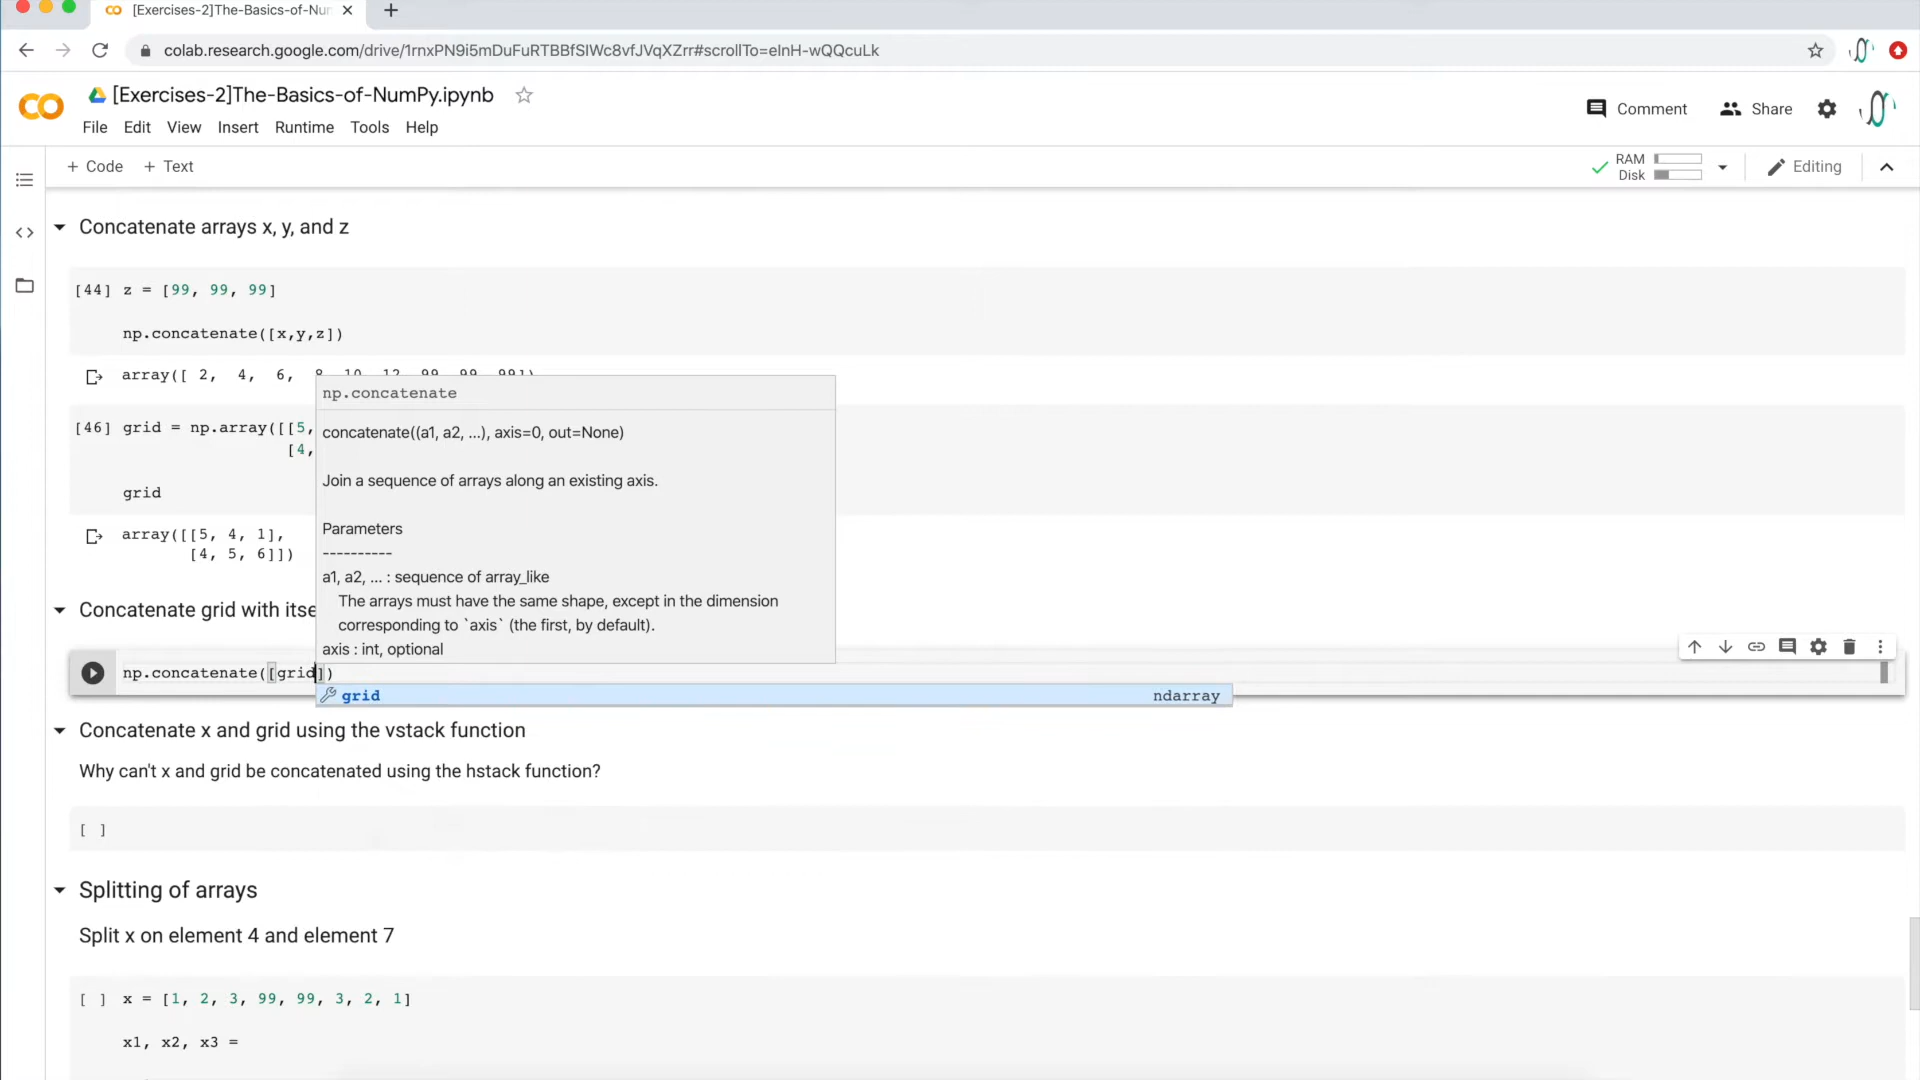 [Exercises-2]The-Basics-of-Nun
colab.research.google.com/drive/1rnxPN9i5mDuFuRTBBfSlWc8vfJVqXZrr#scrollTo=elnH-wQQcuLk
[Exercises-2]The-Basics-of-NumPy.ipynb
Comment Share
File Edit View Insert Runtime Tools Help
+ Code + Text
RAM
Disk
Editing
Concatenate arrays x, y, and z
[44] z = [99, 99, 99]
np.concatenate([x,y,z])
array([ 2, 4, 6, 8, 10, 12, 99, 99, 99])
np.concatenate
[46] grid = np.array([[5,
[4,
concatenate((a1, a2, ...), axis=0, out=None)
Join a sequence of arrays along an existing axis.
grid
Parameters
----------
array([[5, 4, 1],
[4, 5, 6]])
a1, a2, ... : sequence of array_like
The arrays must have the same shape, except in the dimension
corresponding to `axis` (the first, by default).
axis : int, optional
Concatenate grid with itse
np.concatenate([grid])
grid ndarray
Concatenate x and grid using the vstack function
Why can't x and grid be concatenated using the hstack function?
[ ]
Splitting of arrays
Split x on element 4 and element 7
[ ] x = [1, 2, 3, 99, 99, 3, 2, 1]
x1, x2, x3 =